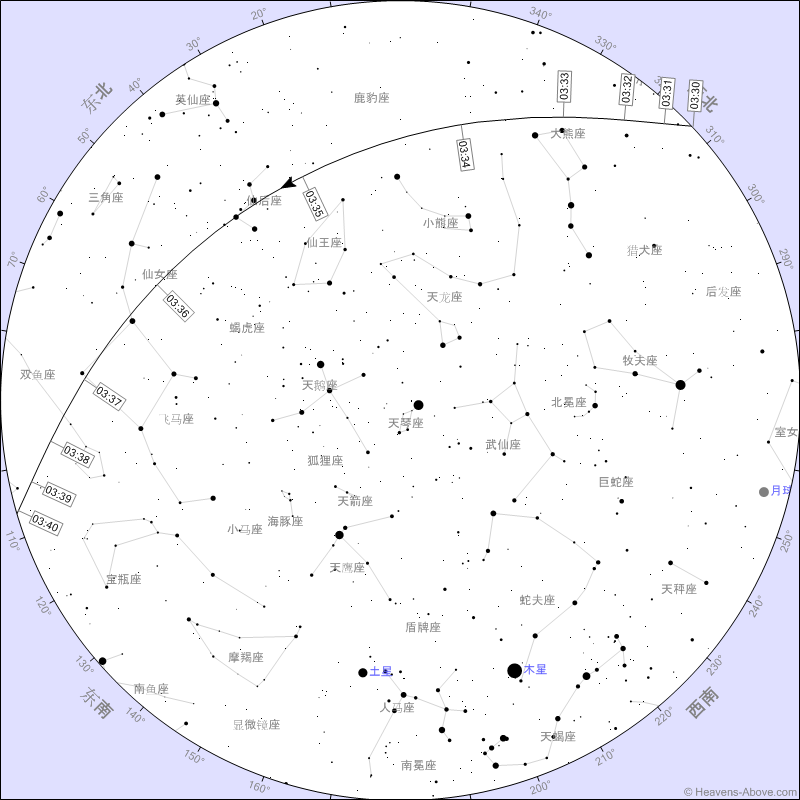 340°
20°
330°
30°
03:33
03:32
03:31
03:30
40°
东北
英仙座
鹿豹座
北
310°
50°
大熊座
03:34
60°
三角座
仙后座
03:35
300°
小熊座
仙王座
猎犬座
70°
290°
仙女座
天龙座
后发座
03:36
蝎虎座
双鱼座
天鹅座
牧夫座
03:37
飞马座
天琴座
北冕座
室女
03:38
武仙座
狐狸座
03:39
巨蛇座
月球
天箭座
03:40
小马座
海豚座
110°
250°
宝瓶座
天鹰座
天秤座
120°
蛇夫座
240°
盾牌座
130°
摩羯座
土星
木星
230°
东南
南鱼座
人马座
西南
140°
220°
显微镜座
天蝎座
150°
210°
南冕座
160°
200°
© Heavens-Above.com